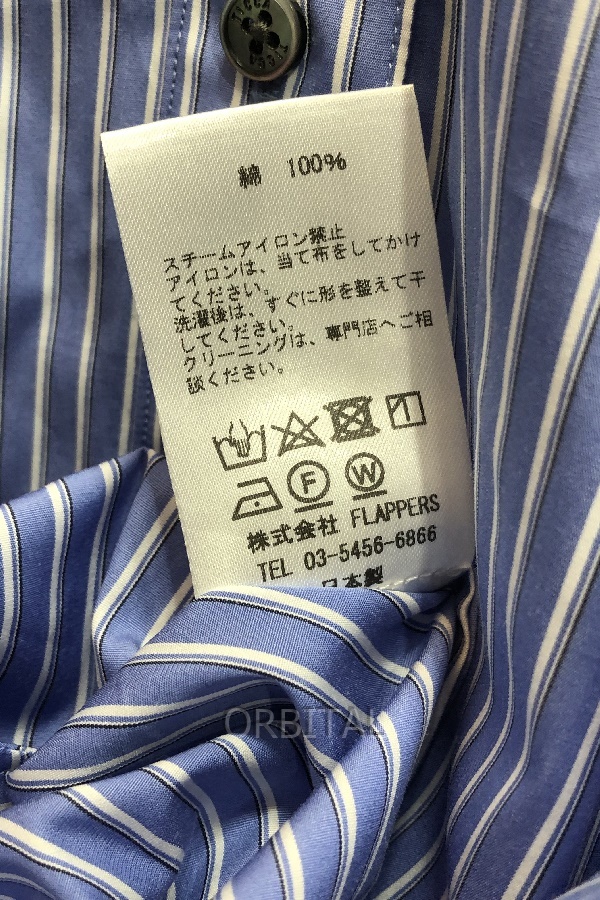 TICCA
TICCA
綿 100%
スチームアイロン禁止
アイロンは、当て布をしてかけ
てください。
洗濯後は、すぐに形を整えて干
してください。
クリーニングは、専門店へご相
談ください。
F W
株式会社 FLAPPERS
TEL 03-5456-6866
日本製
ORBITAL